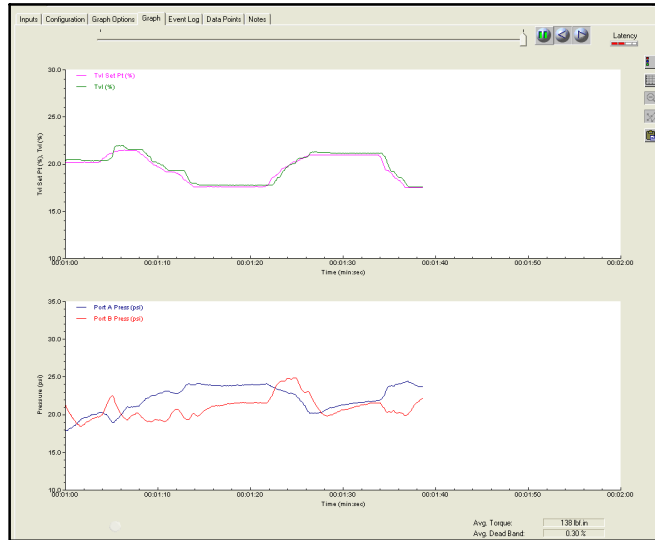 Inputs Configuration Graph Options Graph Event Log Data Points Notes
Latency
30.0
Tvl Set Pt (%)
Tvl (%)
25.0
Tvl Set Pt (%), Tvl (%)
20.0
15.0
10.0
00:01:00 00:01:10 00:01:20 00:01:30 00:01:40 00:01:50 00:02:00
Time (min:sec)
35.0
Port A Press (psi)
Port B Press (psi)
30.0
25.0
Pressure (psi)
20.0
15.0
10.0
00:01:00 00:01:10 00:01:20 00:01:30 00:01:40 00:01:50 00:02:00
Time (min:sec)
Avg. Torque: 138 lbf.in
Avg. Dead Band: 0.30 %